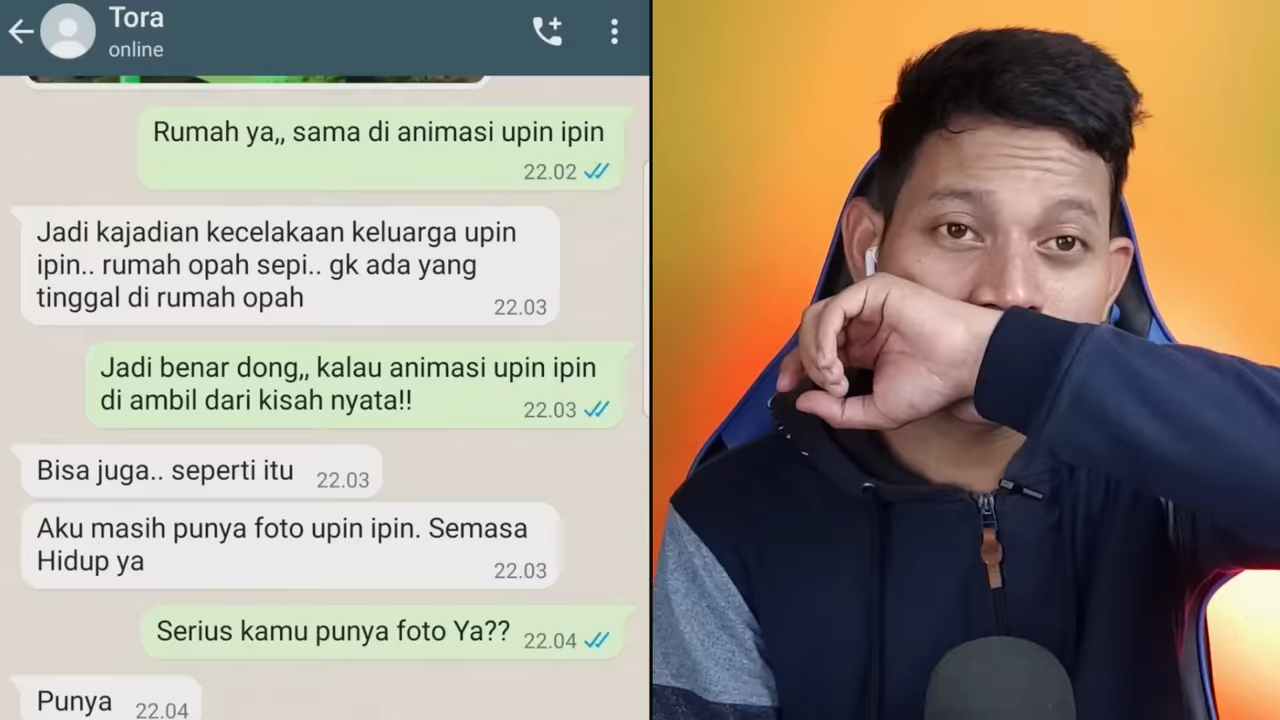 Tora
online
Rumah ya,, sama di animasi upin ipin
22.02
Jadi kajadian kecelakaan keluarga upin
ipin.. rumah opah sepi.. gk ada yang
tinggal di rumah opah
22.03
Jadi benar dong,, kalau animasi upin ipin
di ambil dari kisah nyata!!
22.03
Bisa juga.. seperti itu
22.03
Aku masih punya foto upin ipin. Semasa
Hidup ya
22.03
Serius kamu punya foto Ya??
22.04
Punya
22.04